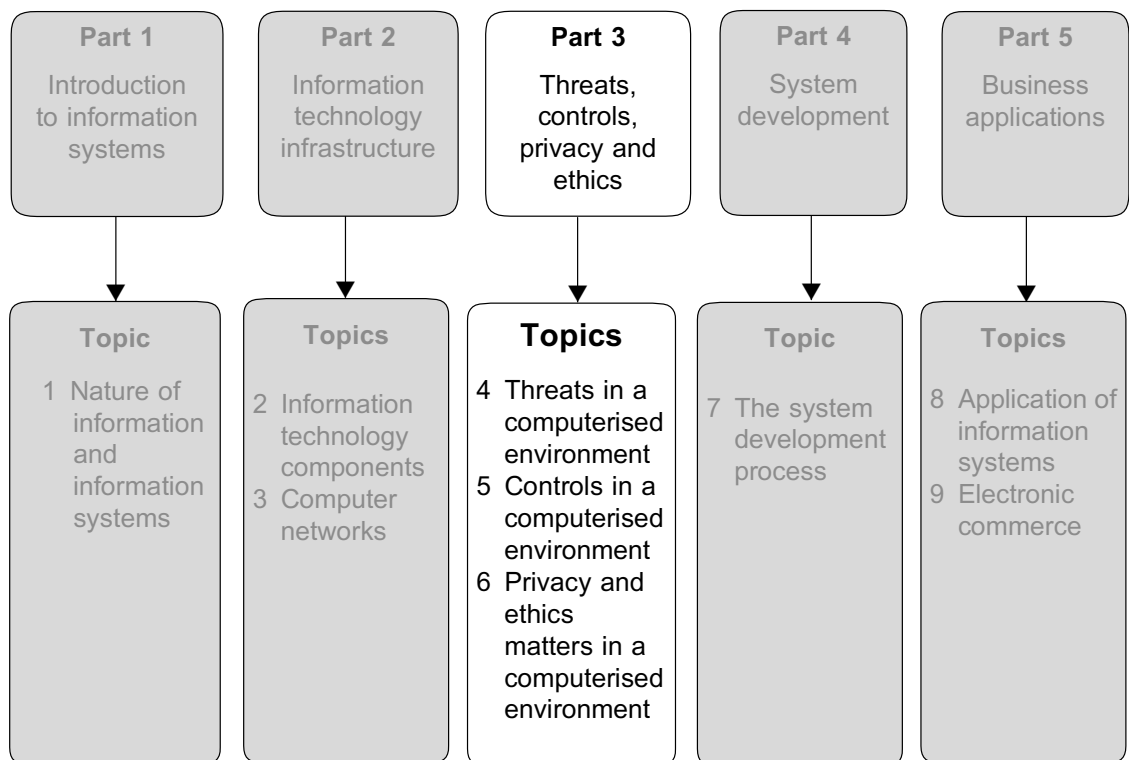 Part 1
Introduction
to information
systems
Part 2
Information
technology
infrastructure
Part 3
Threats,
controls,
privacy and
ethics
Part 4
System
development
Part 5
Business
applications
Topic
1 Nature of
information
and
information
systems
Topics
2 Information
technology
components
3 Computer
networks
Topics
4 Threats in a
computerised
environment
5 Controls in a
computerised
environment
6 Privacy and
ethics
matters in a
computerised
environment
Topic
7 The system
development
process
Topics
8 Application of
information
systems
9 Electronic
commerce